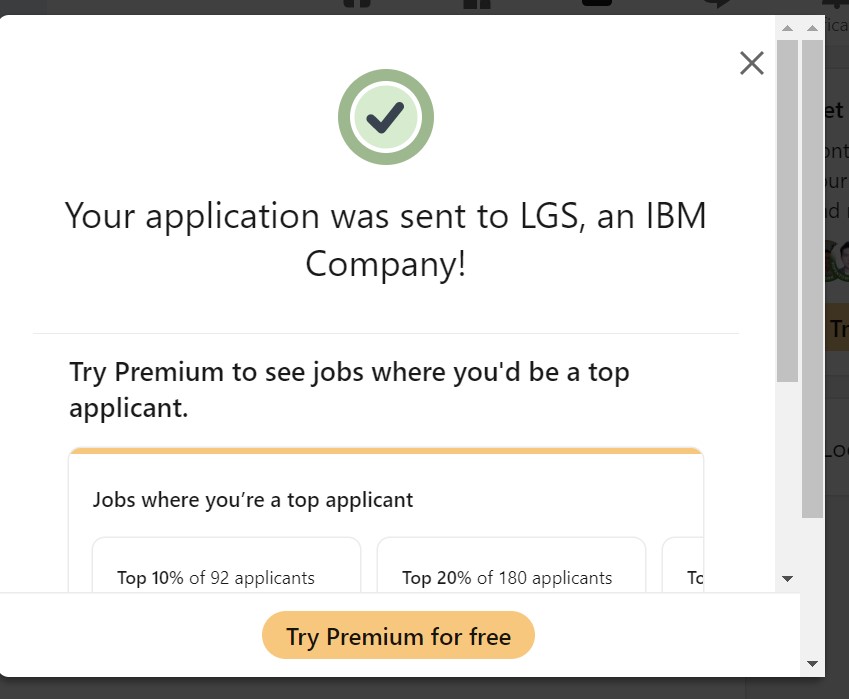 Your application was sent to LGS, an IBM
Company!
Try Premium to see jobs where you'd be a top
applicant.
Jobs where you’re a top applicant
Top 10% of 92 applicants
Top 20% of 180 applicants
Try Premium for free